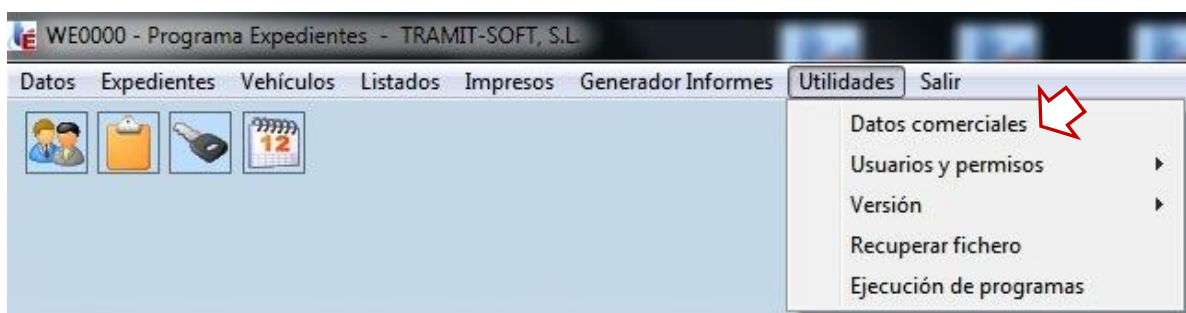 WE0000 - Programa Expedientes - TRAMIT-SOFT, S.L.
Datos Expedientes Vehículos Listados Impresos Generador Informes Utilidades Salir
12
Datos comerciales
Usuarios y permisos
Versión
Recuperar fichero
Ejecución de programas